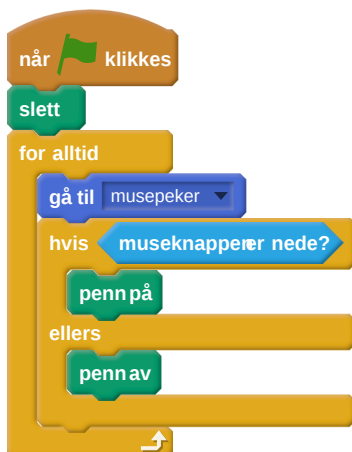 når klikkes
slett
for alltid
gå til musepeker
hvis museknappen er nede?
penn på
ellers
penn av